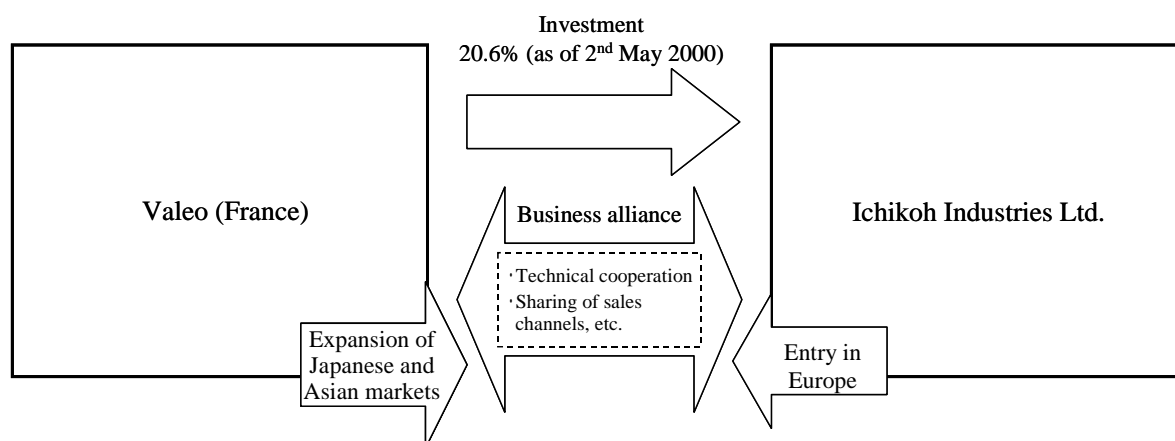 Investment
20.6% (as of 2nd May 2000)
Valeo (France)
Business alliance
Ichikoh Industries Ltd.
・Technical cooperation
・Sharing of sales
channels, etc.
Expansion of
Japanese and
Asian markets
Entry in
Europe